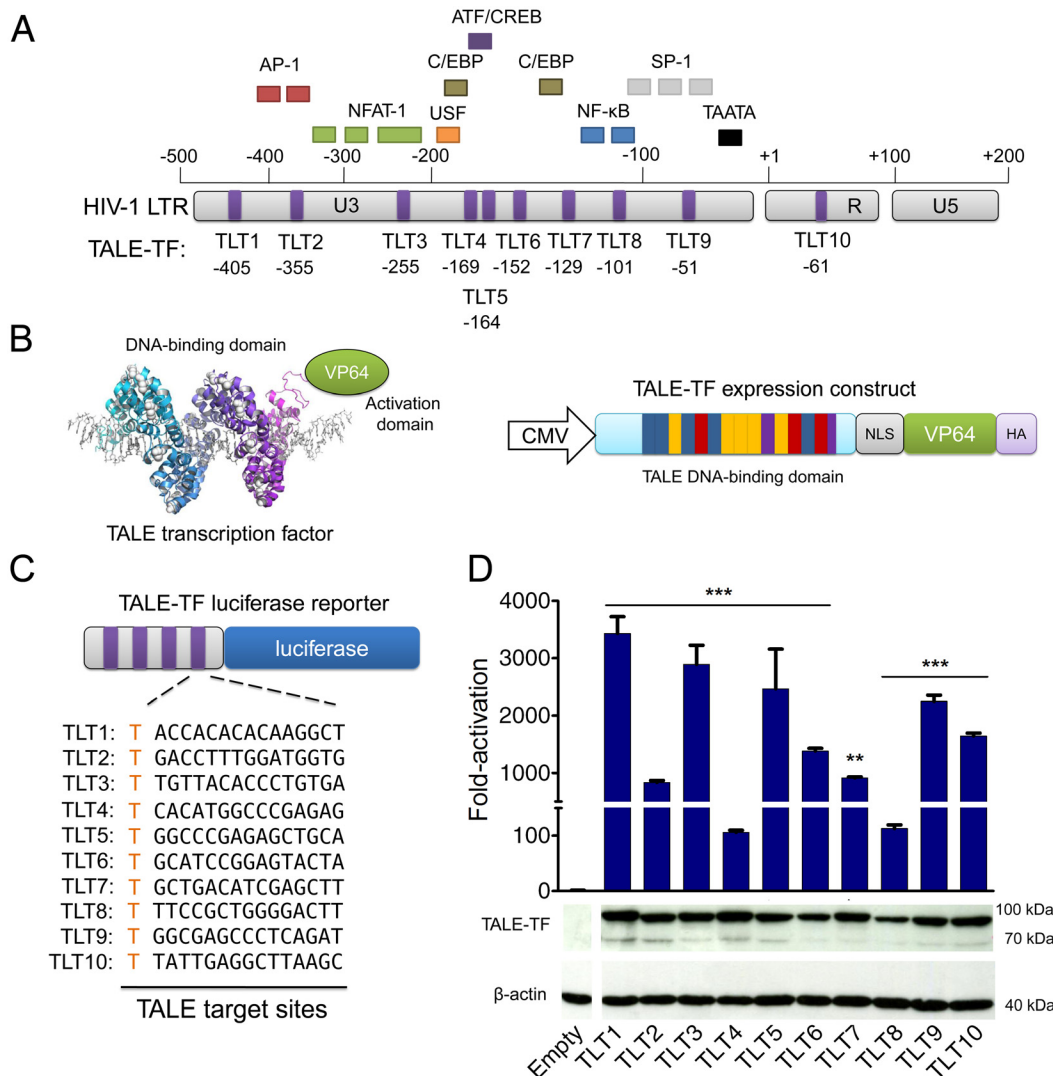 A
ATF/CREB
AP-1
C/EBP
C/EBP
SP-1
NFAT-1
USF
NF-κB
TAATA
-500
-400
-300
-200
-100
+1
+100
+200
HIV-1 LTR
U3
R
U5
TALE-TF:
TLT1
TLT2
TLT3
TLT4
TLT6
TLT7
TLT8
TLT9
TLT10
-405
-355
-255
-169
-152
-129
-101
-51
-61
TLT5
-164
B
DNA-binding domain
VP64
Activation
domain
TALE transcription factor
TALE-TF expression construct
CMV
NLS
VP64
HA
TALE DNA-binding domain
C
TALE-TF luciferase reporter
luciferase
TLT1: T ACCACACACAAGGCT
TLT2: T GACCTTTGGATGGTG
TLT3: T TGTTACACCCTGTGA
TLT4: T CACATGGCCCGAGAG
TLT5: T GGCCCGAGAGCTGCA
TLT6: T GCATCCGGAGTACTA
TLT7: T GCTGACATCGAGCTT
TLT8: T TTCCGCTGGGGACTT
TLT9: T GGCGAGCCCTCAGAT
TLT10: T TATTGAGGCTTAAGC
TALE target sites
D
Fold-activation
4000
3000
2000
1000
100
0
***
**
***
TALE-TF
100 kDa
70 kDa
β-actin
40 kDa
Empty
TLT1
TLT2
TLT3
TLT4
TLT5
TLT6
TLT7
TLT8
TLT9
TLT10